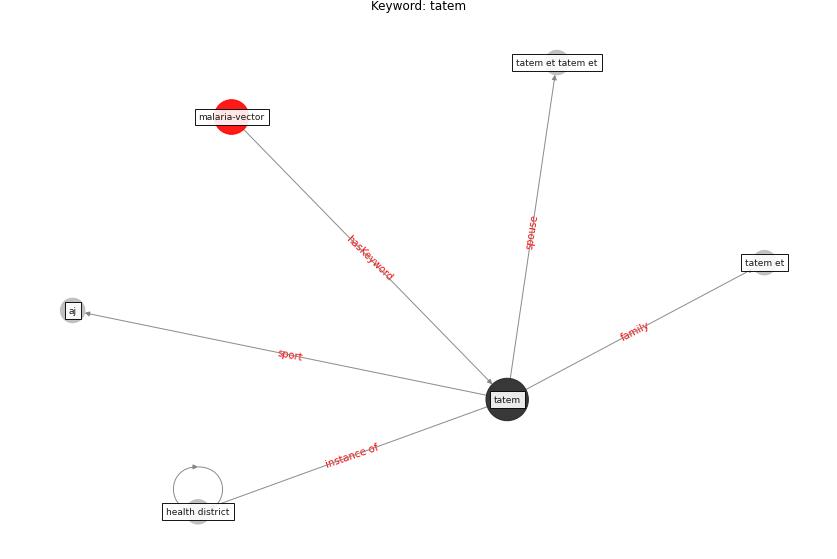 Keyword: tatem
tatem et tatem et
malaria-vector
spouse
hasKeyword
tatem et
aj
family
sport
tatem
instance of
health district